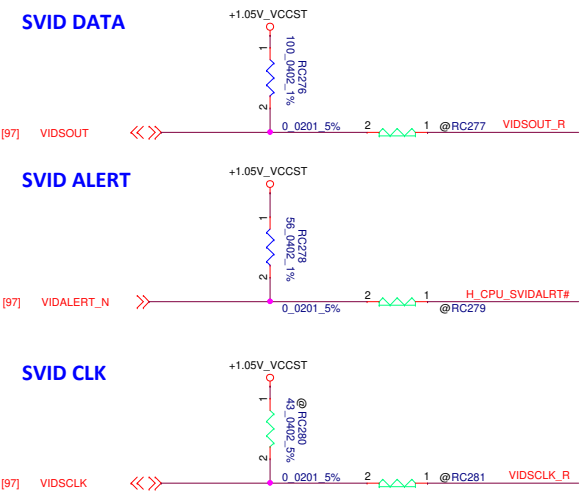 SVID DATA
+1.05V_VCCST
1
RC276
100_0402_1%
2
[97] VIDSOUT
0_0201_5%
2
1
@RC277
VIDSOUT_R
SVID ALERT
+1.05V_VCCST
1
RC278
56_0402_1%
2
[97] VIDALERT_N
0_0201_5%
2
1
@RC279
H_CPU_SVIDALRT#
SVID CLK
+1.05V_VCCST
1
@ RC280
43_0402_5%
2
[97] VIDSCLK
0_0201_5%
2
1
@RC281
VIDSCLK_R